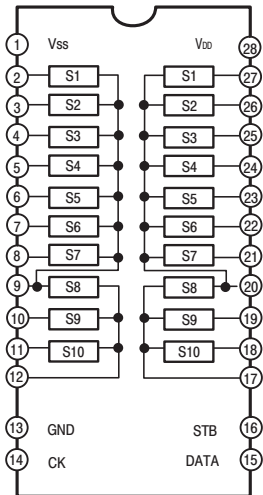 1 Vss VDD 28
2 S1 S1 27
3 S2 S2 26
4 S3 S3 25
5 S4 S4 24
6 S5 S5 23
7 S6 S6 22
8 S7 S7 21
9 S8 S8 20
10 S9 S9 19
11 S10 S10 18
12 17
13 GND STB 16
14 CK DATA 15